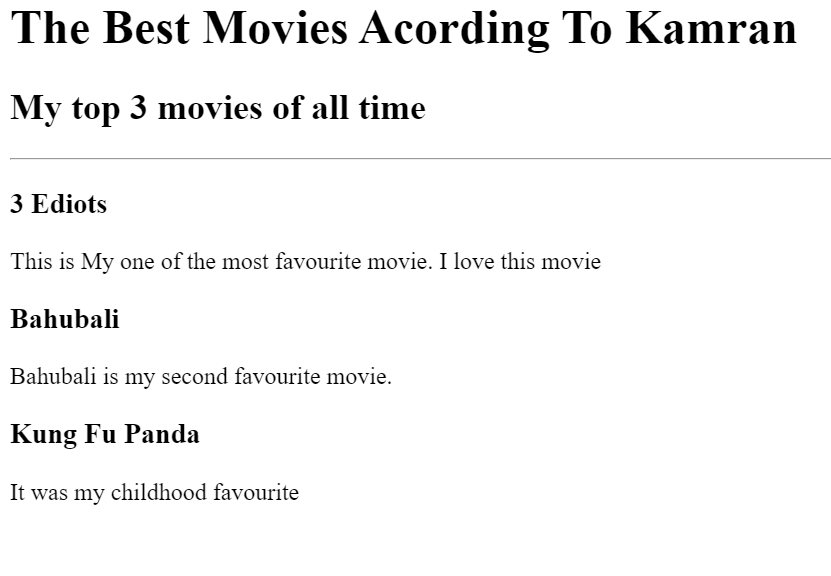 The Best Movies Acording To Kamran
My top 3 movies of all time
3 Ediots
This is My one of the most favourite movie. I love this movie
Bahubali
Bahubali is my second favourite movie.
Kung Fu Panda
It was my childhood favourite